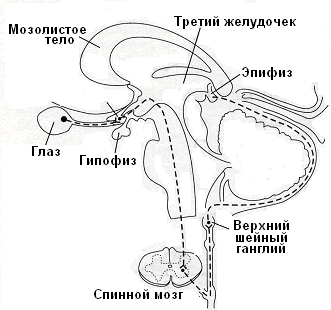 Мозолистое
тело
Третий желудочек
Эпифиз
Глаз
Гипофиз
Верхний
шейный
ганглий
Спинной мозг